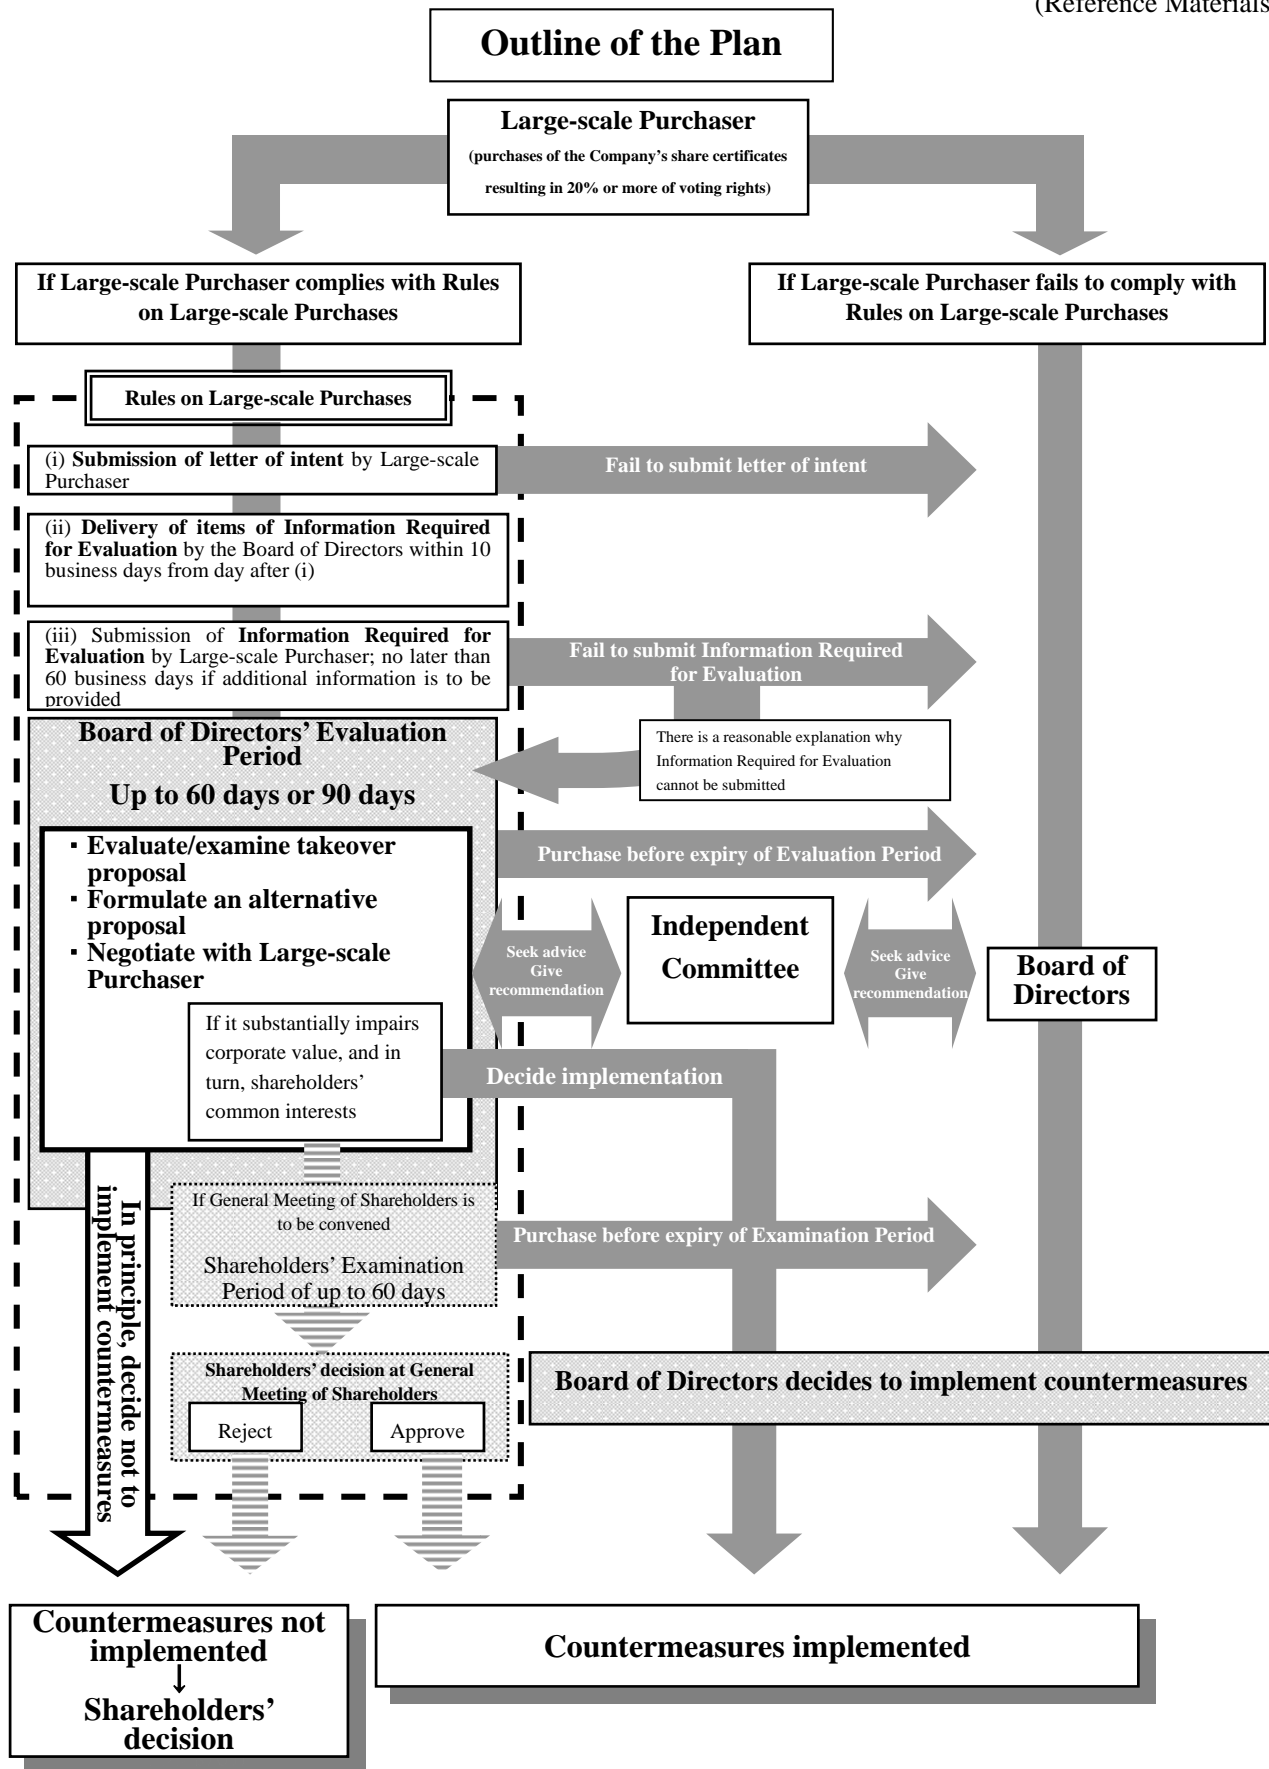 (Reference Materials
Outline of the Plan
Large-scale Purchaser
(purchases of the Company's share certificates
resulting in 20% or more of voting rights)
If Large-scale Purchaser complies with Rules
on Large-scale Purchases
If Large-scale Purchaser fails to comply with
Rules on Large-scale Purchases
Rules on Large-scale Purchases
(i) Submission of letter of intent by Large-scale
Purchaser
Fail to submit letter of intent
(ii) Delivery of items of Information Required
for Evaluation by the Board of Directors within 10
business days from day after (i)
(iii) Submission of Information Required for
Evaluation by Large-scale Purchaser; no later than
60 business days if additional information is to be
provided
Fail to submit Information Required
for Evaluation
There is a reasonable explanation why
Information Required for Evaluation
cannot be submitted
Board of Directors' Evaluation
Period
Up to 60 days or 90 days
▪ Evaluate/examine takeover
proposal
▪ Formulate an alternative
proposal
▪ Negotiate with Large-scale
Purchaser
Purchase before expiry of Evaluation Period
Seek advice
Give
recommendation
Independent
Committee
Seek advice
Give
recommendation
Board of
Directors
If it substantially impairs
corporate value, and in
turn, shareholders'
common interests
Decide implementation
In principle, decide not to
implement countermeasures
If General Meeting of Shareholders is
to be convened
Shareholders' Examination
Period of up to 60 days
Purchase before expiry of Examination Period
Shareholders' decision at General
Meeting of Shareholders
Reject
Approve
Board of Directors decides to implement countermeasures
Countermeasures not
implemented
↓
Shareholders'
decision
Countermeasures implemented